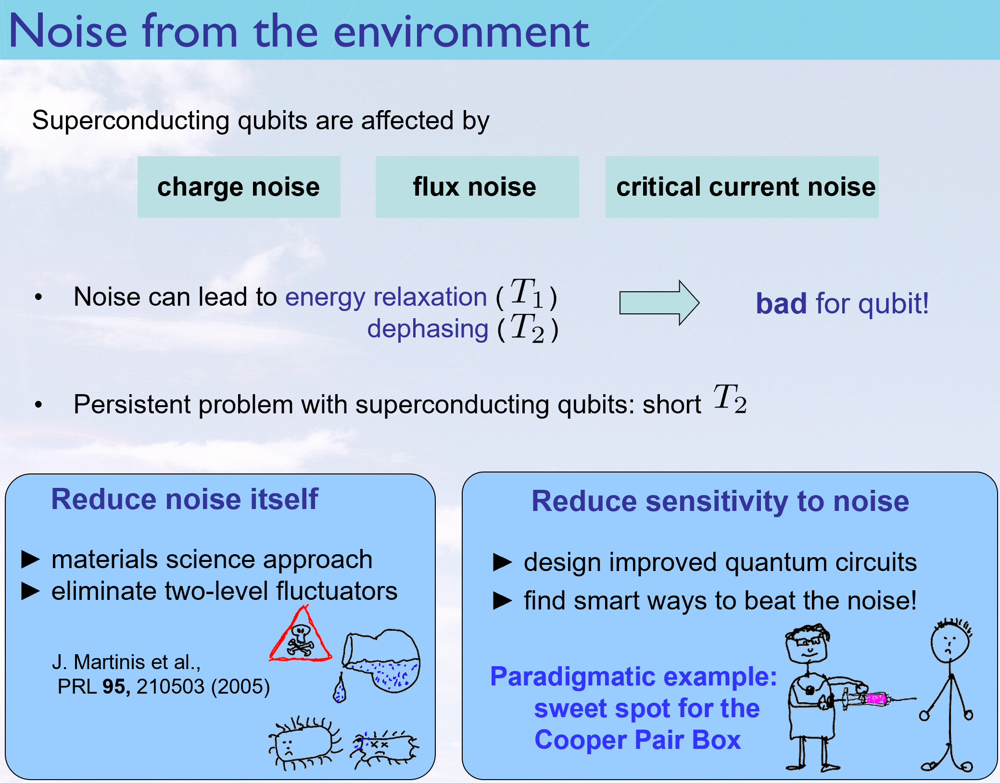 Noise from the environment
Superconducting qubits are affected by
charge noise
flux noise
critical current noise
• Noise can lead to energy relaxation ( T₁ )
dephasing ( T₂ )
bad for qubit!
• Persistent problem with superconducting qubits: short T₂
Reduce noise itself
► materials science approach
► eliminate two-level fluctuators
J. Martinis et al.,
PRL 95, 210503 (2005)
Reduce sensitivity to noise
► design improved quantum circuits
► find smart ways to beat the noise!
Paradigmatic example:
sweet spot for the
Cooper Pair Box